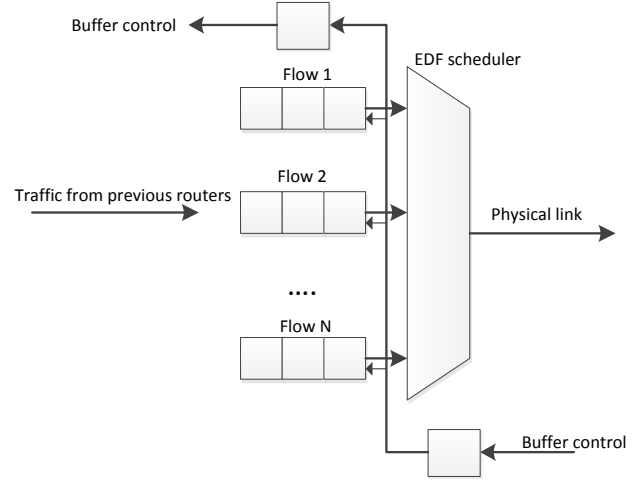 Buffer control
EDF scheduler
Flow 1
Flow 2
Traffic from previous routers
Physical link
....
Flow N
Buffer control